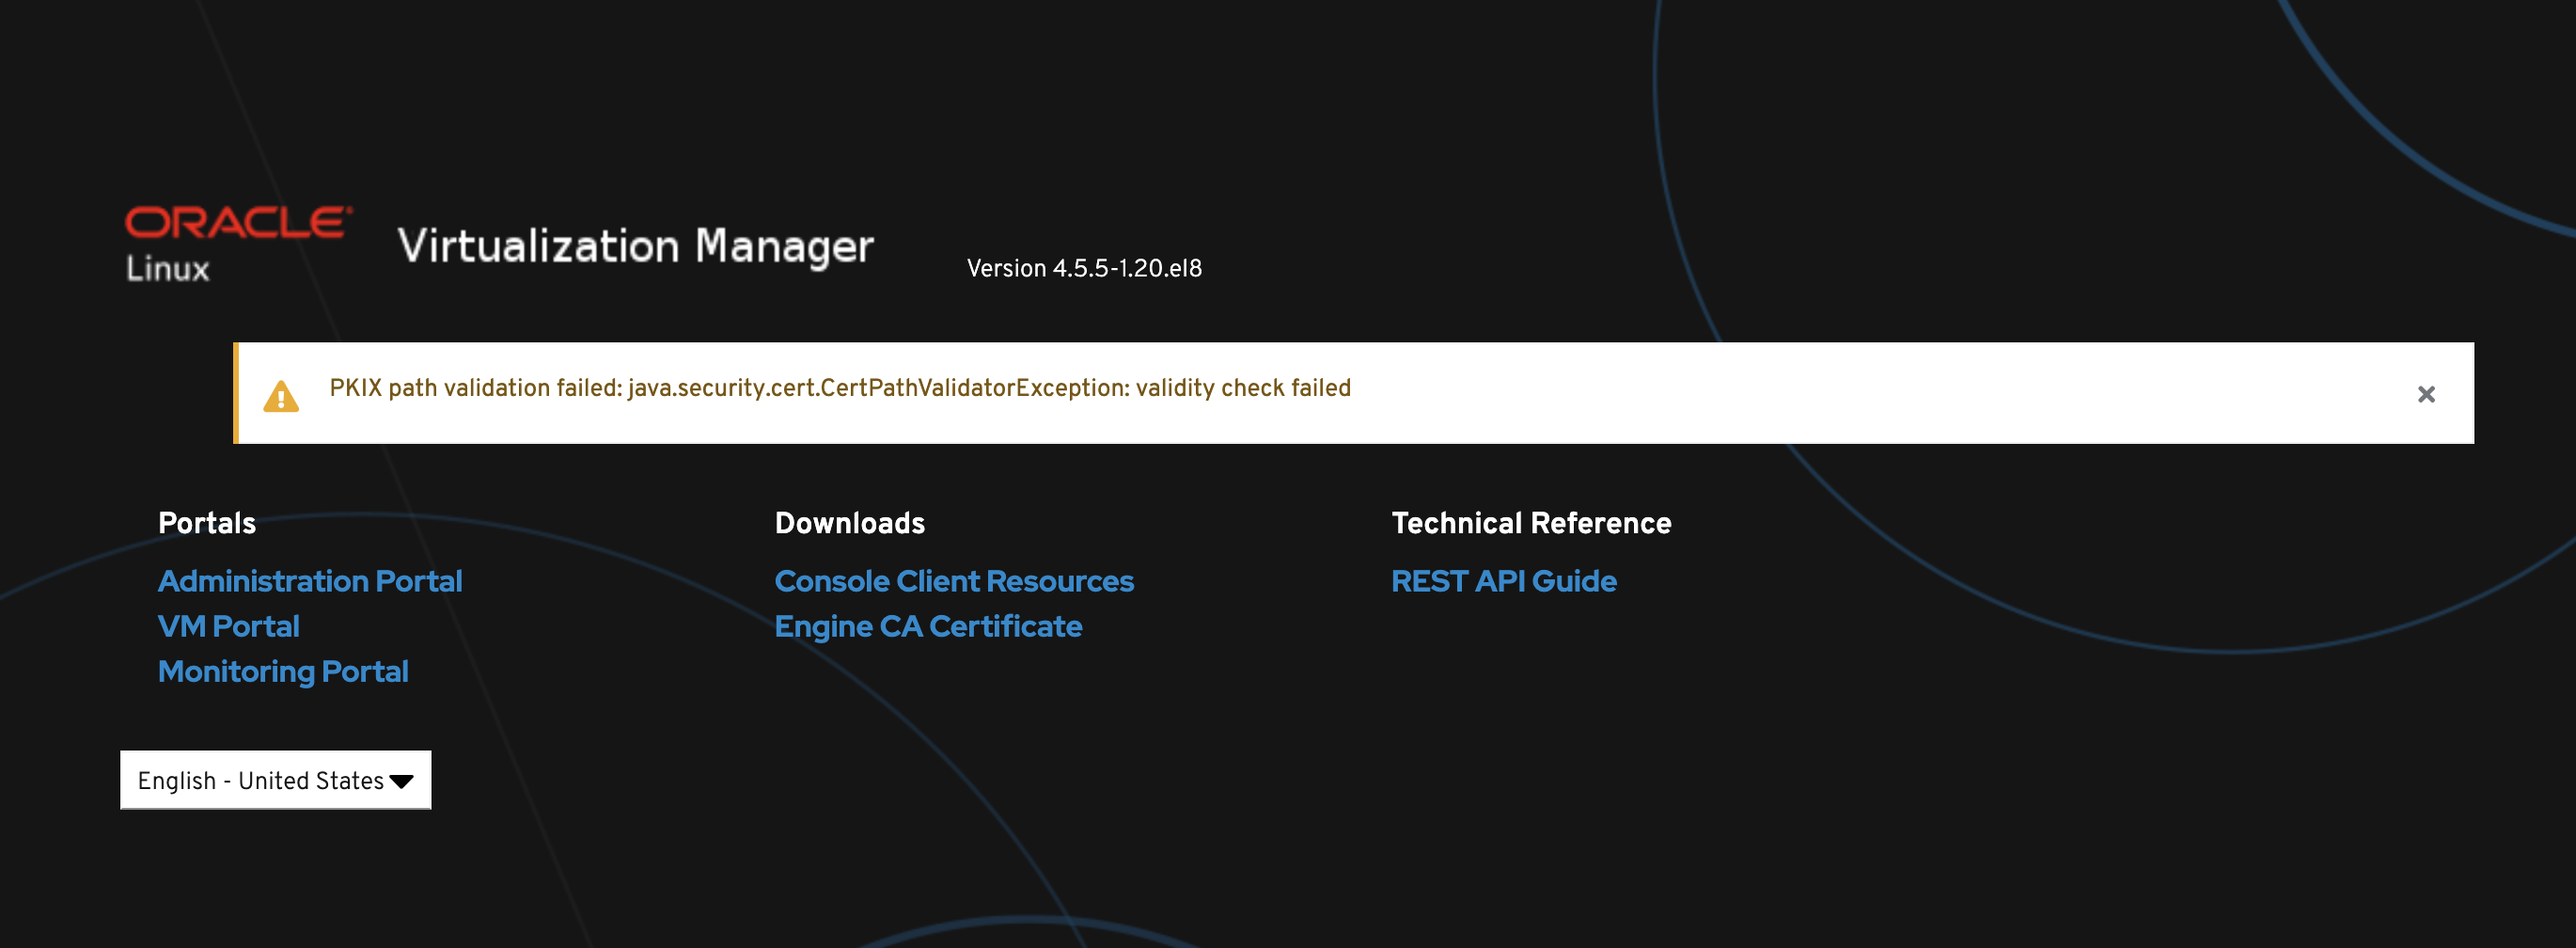 ORACLE
Linux
Virtualization Manager
Version 4.5.5-1.20.el8
PKIX path validation failed: java.security.cert.CertPathValidatorException: validity check failed
Portals
Administration Portal
VM Portal
Monitoring Portal
Downloads
Console Client Resources
Engine CA Certificate
Technical Reference
REST API Guide
English - United States